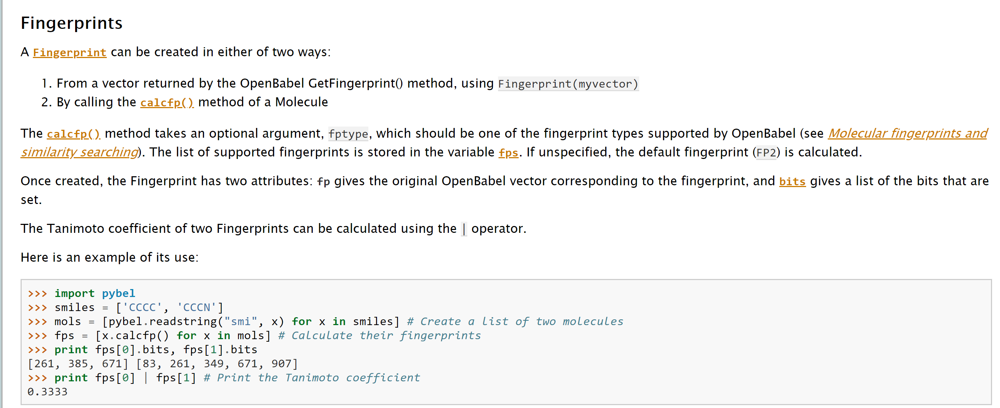 Fingerprints
A Fingerprint can be created in either of two ways:
1. From a vector returned by the OpenBabel GetFingerprint() method, using Fingerprint(myvector)
2. By calling the calcfp() method of a Molecule
The calcfp() method takes an optional argument, fptype, which should be one of the fingerprint types supported by OpenBabel (see Molecular fingerprints and
similarity searching). The list of supported fingerprints is stored in the variable fps. If unspecified, the default fingerprint (FP2) is calculated.
Once created, the Fingerprint has two attributes: fp gives the original OpenBabel vector corresponding to the fingerprint, and bits gives a list of the bits that are
set.
The Tanimoto coefficient of two Fingerprints can be calculated using the | operator.
Here is an example of its use:
>>> import pybel
>>> smiles = ['CCCC', 'CCCN']
>>> mols = [pybel.readstring("smi", x) for x in smiles] # Create a list of two molecules
>>> fps = [x.calcfp() for x in mols] # Calculate their fingerprints
>>> print fps[0].bits, fps[1].bits
[261, 385, 671] [83, 261, 349, 671, 907]
>>> print fps[0] | fps[1] # Print the Tanimoto coefficient
0.3333